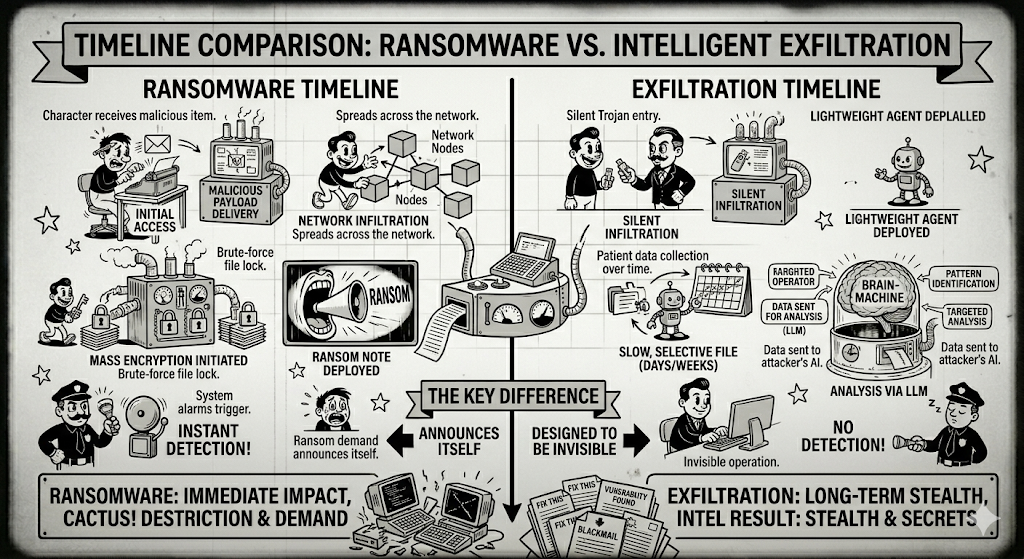 TIMELINE COMPARISON: RANSOMWARE VS. INTELLIGENT EXFILTRATION
RANSOMWARE TIMELINE
Character receives malicious item.
INITIAL
ACCESS
MALICIOUS
PAYLOAD
DELIVERY
Spreads across the network.
Network
Nodes
Nodes
NETWORK INFILTRATION
Spreads across the network.
Brute-force
file lock.
MASS ENCRYPTION INITIATED
Brute-force file lock.
RANSOM
RANSOM NOTE
DEPLOYED
System
alarms trigger.
INSTANT
DETECTION!
Ransom demand
announces itself.
EXFILTRATION TIMELINE
Silent Trojan entry.
SILENT
INFILTRATION
SILENT
INFILTRATION
LIGHTWEIGHT AGENT DEPLALLED
LIGHTWEIGHT AGENT
DEPLOYED
Patient data collection
over time.
SLOW, SELECTIVE FILE
(DAYS/WEEKS)
RARGHTED
OPERATOR
DATA SENT
FOR ANALYSIS
(LLM)
Data sent to
attacker's AI.
BRAIN-
MACHINE
PATTERN
IDENTIFICATION
TARGETED
ANALYSIS
Data sent to
attacker's AI.
ANALYSIS VIA LLM
THE KEY DIFFERENCE
ANNOUNCES
ITSELF
DESIGNED TO
BE INVISIBLE
Invisible operation.
NO
DETECTION!
z z
RANSOMWARE: IMMEDIATE IMPACT,
CACTUS! DESTRICTION & DEMAND
FIX THIS
FIX THIS
VUNSRABILITY
FOUND
BLACKMAIL
EXFILTRATION: LONG-TERM STEALTH,
INTEL RESULT: STEALTH & SECRETS